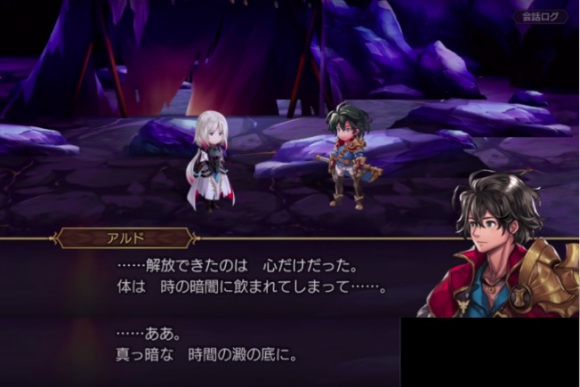 会話ログ
アルド
……解放できたのは　心だけだった。
体は　時の暗闇に飲まれてしまって……。
……ああ。
真っ暗な　時間の澱の底に。